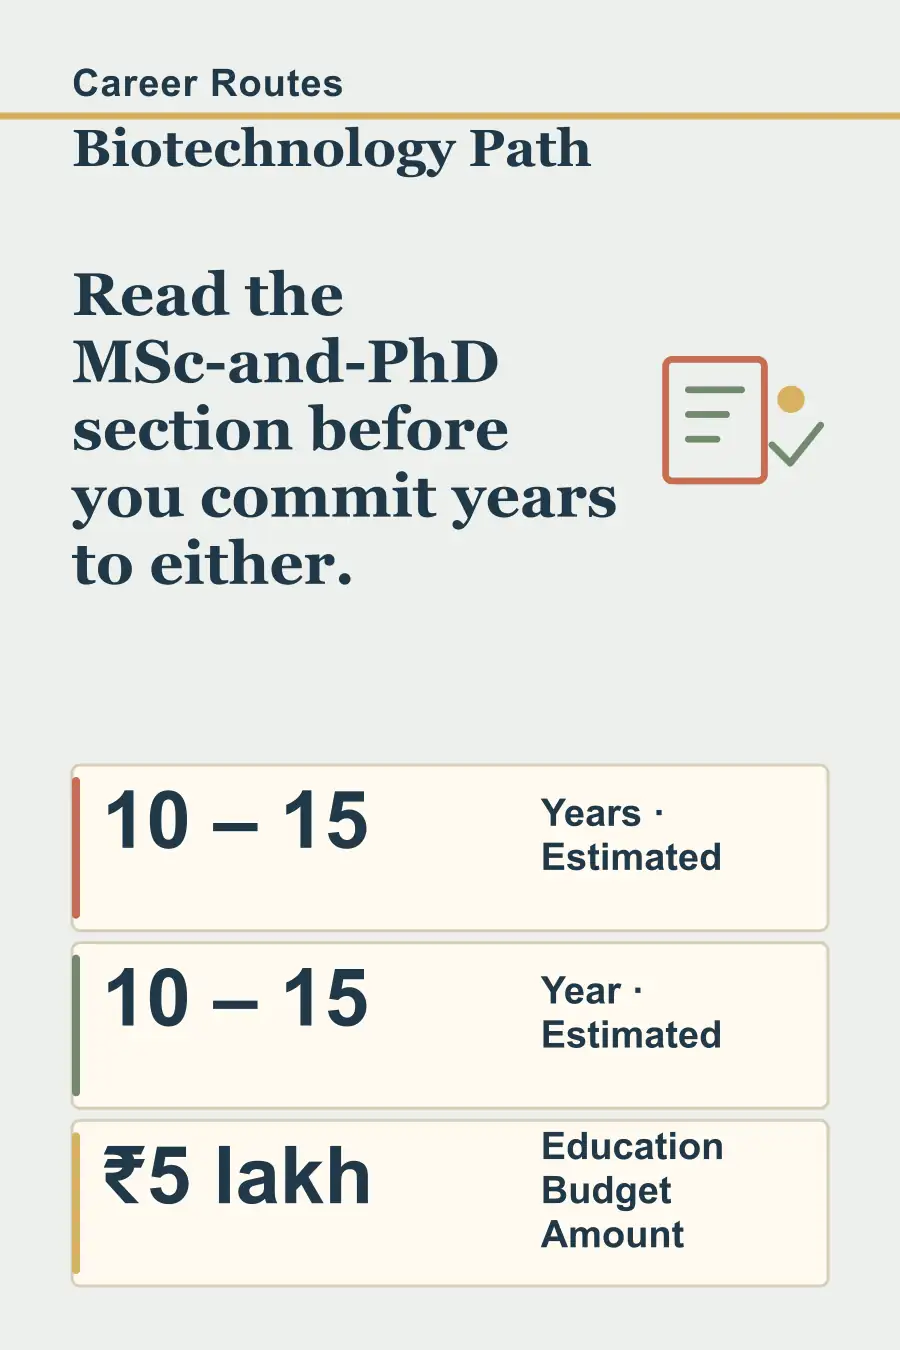 Career Routes
Biotechnology Path
Read the
MSc-and-PhD
section before
you commit years
to either.
10 – 15
Years ·
Estimated
10 – 15
Year ·
Estimated
₹5 lakh
Education
Budget
Amount